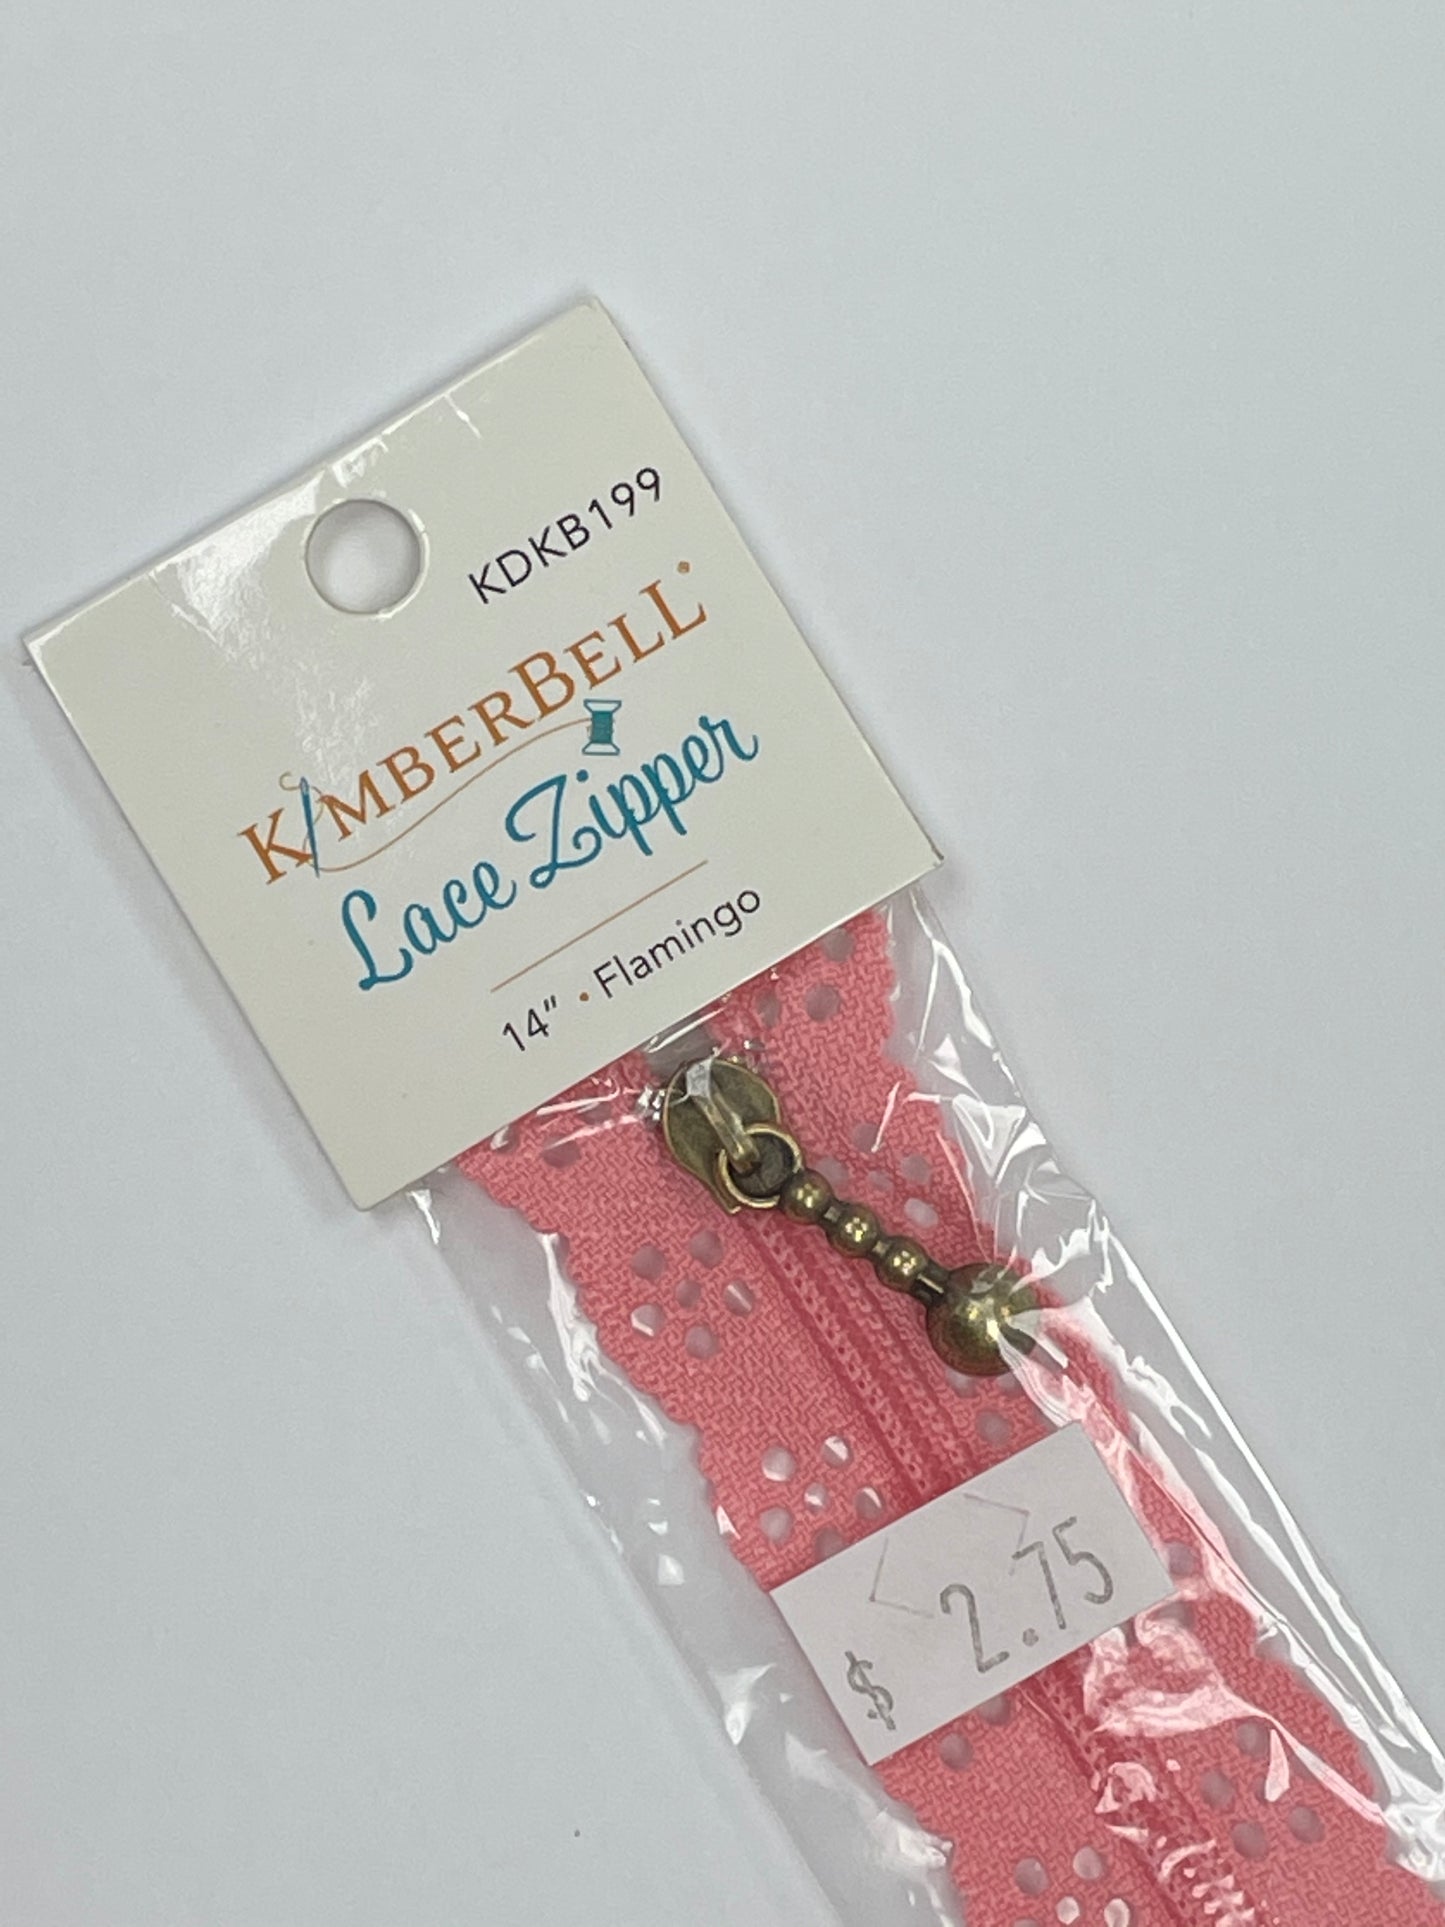 KDKB199
KIMBERBELL
Lace Zipper
14" • Flamingo
$ 2.75